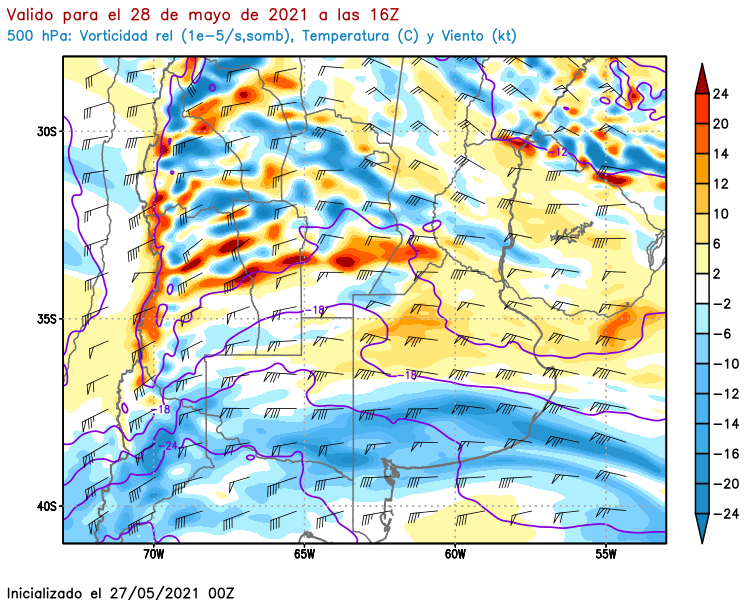 Valido para el 28 de mayo de 2021 a las 16Z
500 hPa: Vorticidad rel (1e−5/s,somb), Temperatura (C) y Viento (kt)
24
20
16
14
12
10
6
2
−2
−6
−10
−12
−14
−16
−20
−24
30S
35S
40S
−12
−18
−18
−18
−24
70W
65W
60W
55W
Inicializado el 27/05/2021 00Z